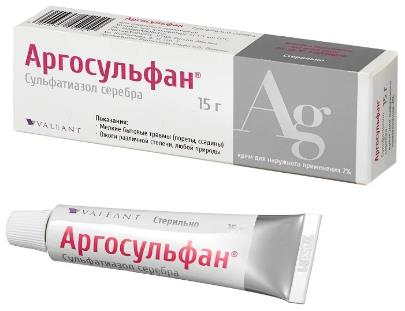 Аргосульфан®
Сульфатиазол серебра
15 г
VALEANT
Показания:
• Мелкие бытовые травмы (порезы, ссадины)
• Ожоги различной степени, любой природы
Стерильно
Ag
крем для наружного применения 2%
VALEANT
Стерильно
15 г
Аргосульфан®
Сульфатиазол серебра